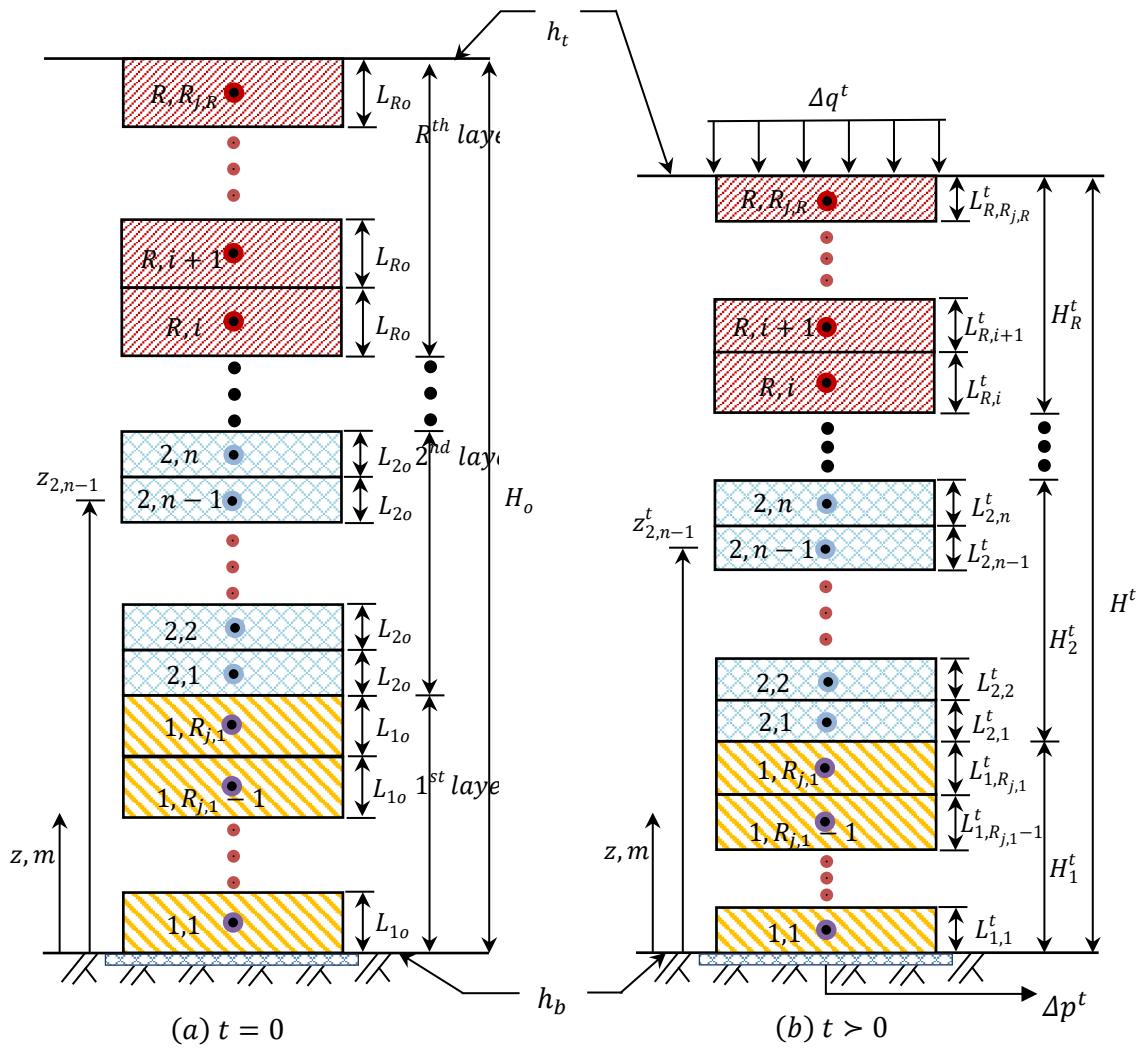 h_t
R, R_{j,R}
L_{Ro}
R^{th} laye
R, i + 1
L_{Ro}
R, i
L_{Ro}
2, n
L_{2o}
2^{nd} laye
z_{2,n−1}
2, n − 1
L_{2o}
H_o
2,2
L_{2o}
2,1
L_{2o}
1, R_{j,1}
L_{1o}
1, R_{j,1} − 1
L_{1o}
1^{st} laye
z, m
1,1
L_{1o}
h_b
(a) t = 0
Δq^t
R, R_{j,R}
L^t_{R,R_{j,R}}
R, i + 1
L^t_{R,i+1}
H^t_R
R, i
L^t_{R,i}
2, n
L^t_{2,n}
z^t_{2,n−1}
2, n − 1
L^t_{2,n−1}
H^t
H^t_2
2,2
L^t_{2,2}
2,1
L^t_{2,1}
1, R_{j,1}
L^t_{1,R_{j,1}}
1, R_{j,1} − 1
L^t_{1,R_{j,1}−1}
z, m
H^t_1
1,1
L^t_{1,1}
Δp^t
(b) t ≻ 0